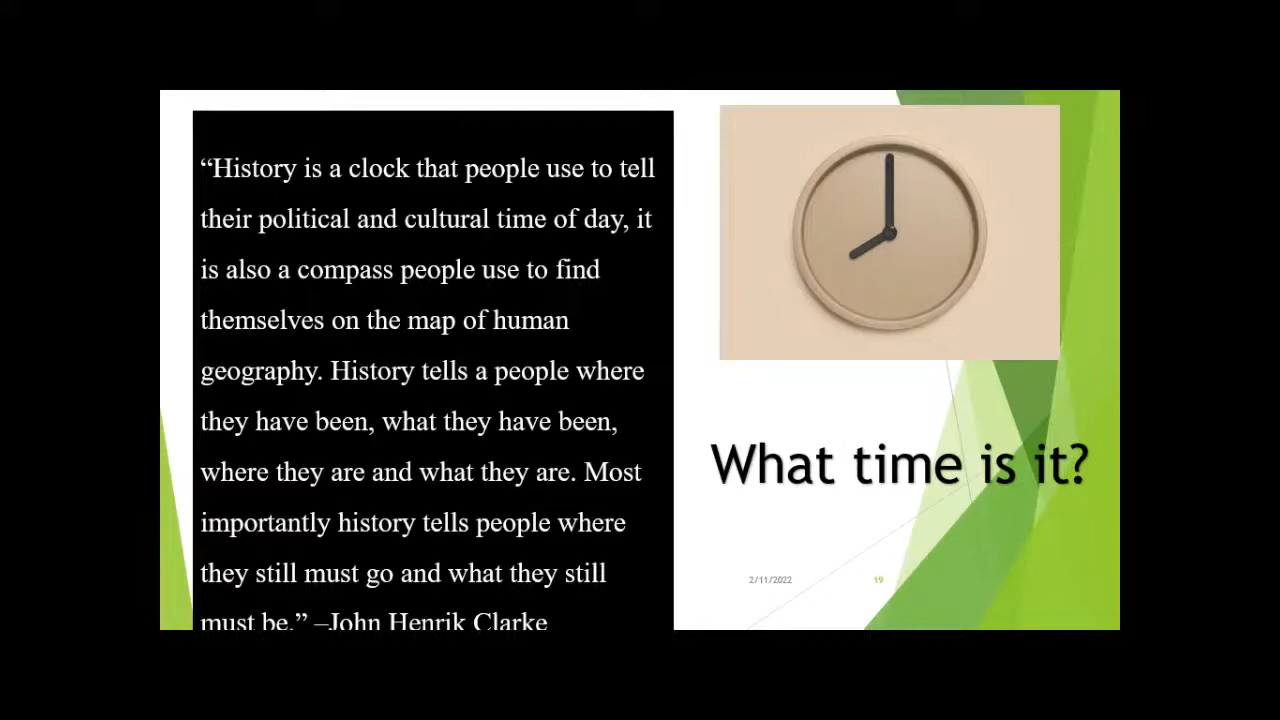 “History is a clock that people use to tell
their political and cultural time of day, it
is also a compass people use to find
themselves on the map of human
geography. History tells a people where
they have been, what they have been,
where they are and what they are. Most
importantly history tells people where
they still must go and what they still
must be.” –John Henrik Clarke
What time is it?
2/11/2022
19